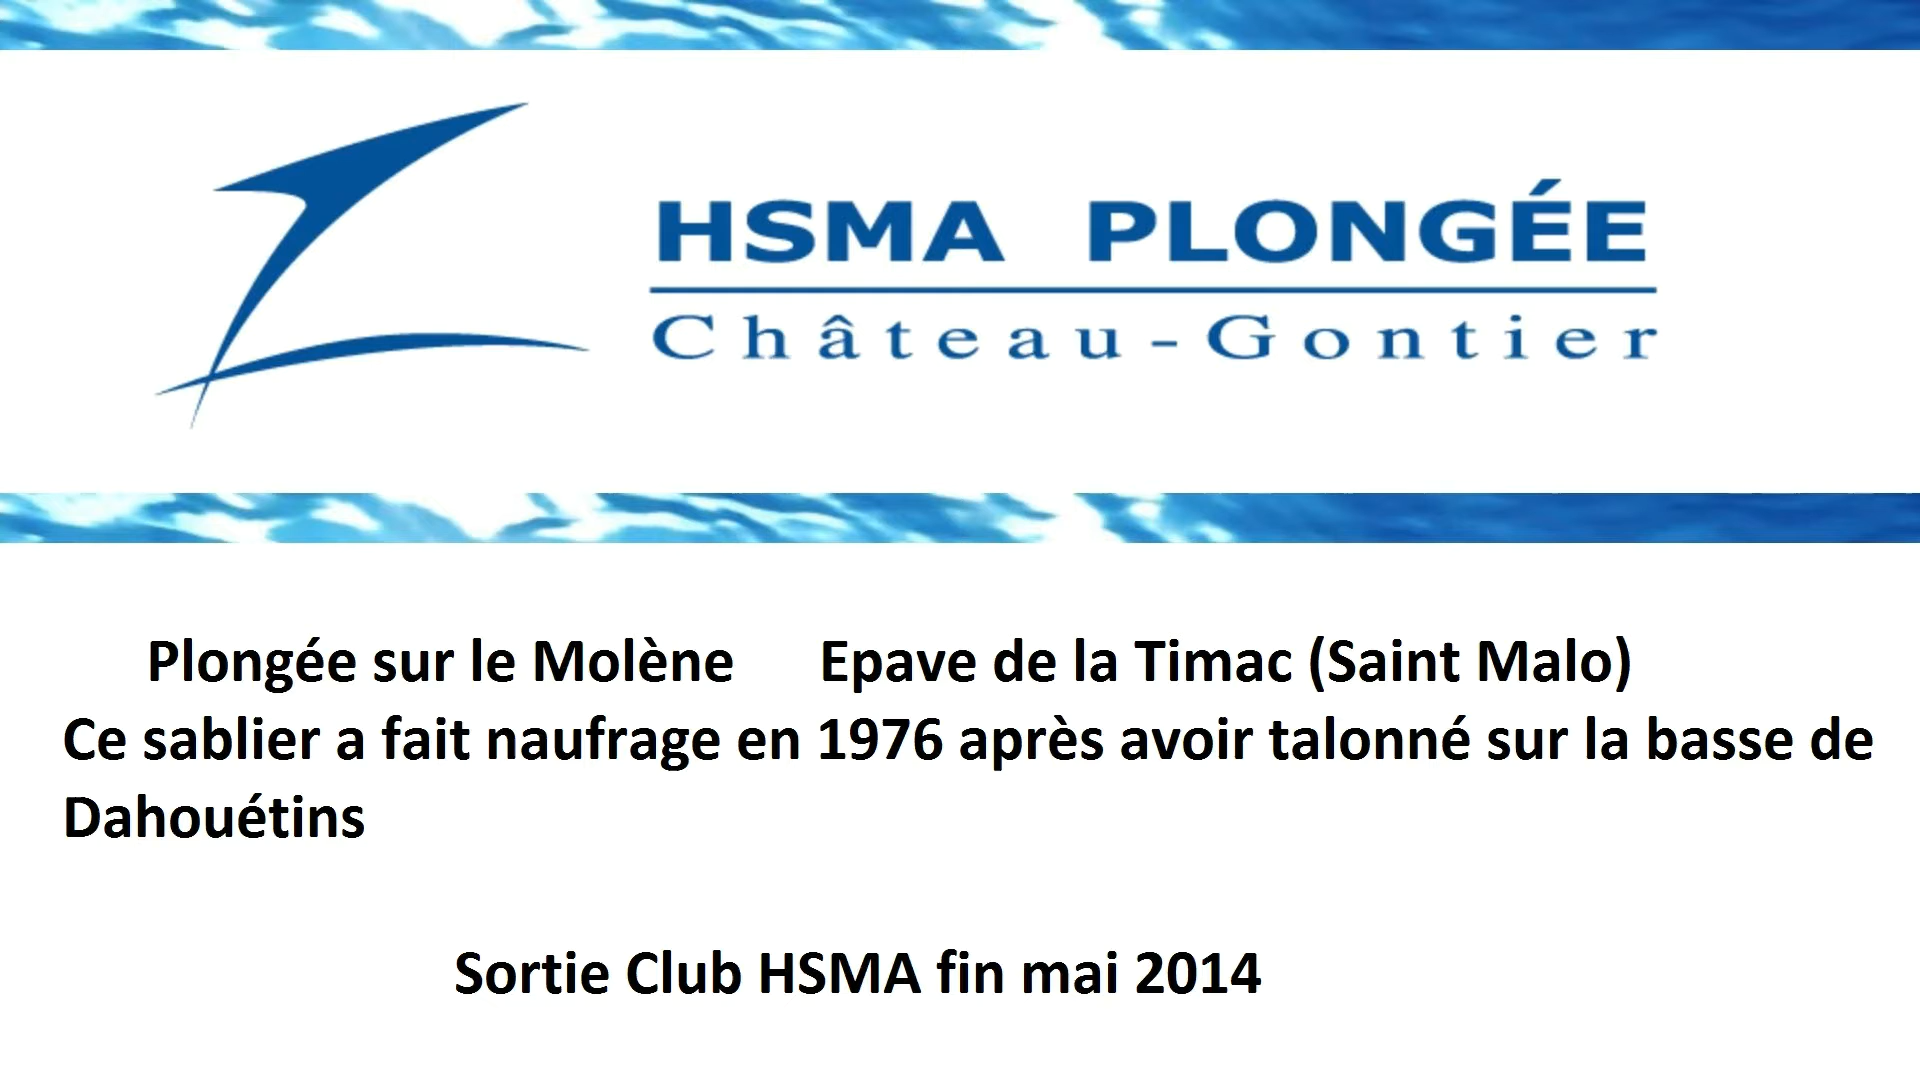 HSMA PLONGÉE
Château-Gontier
Plongée sur le Molène Epave de la Timac (Saint Malo)
Ce sablier a fait naufrage en 1976 après avoir talonné sur la basse de
Dahouétins
Sortie Club HSMA fin mai 2014